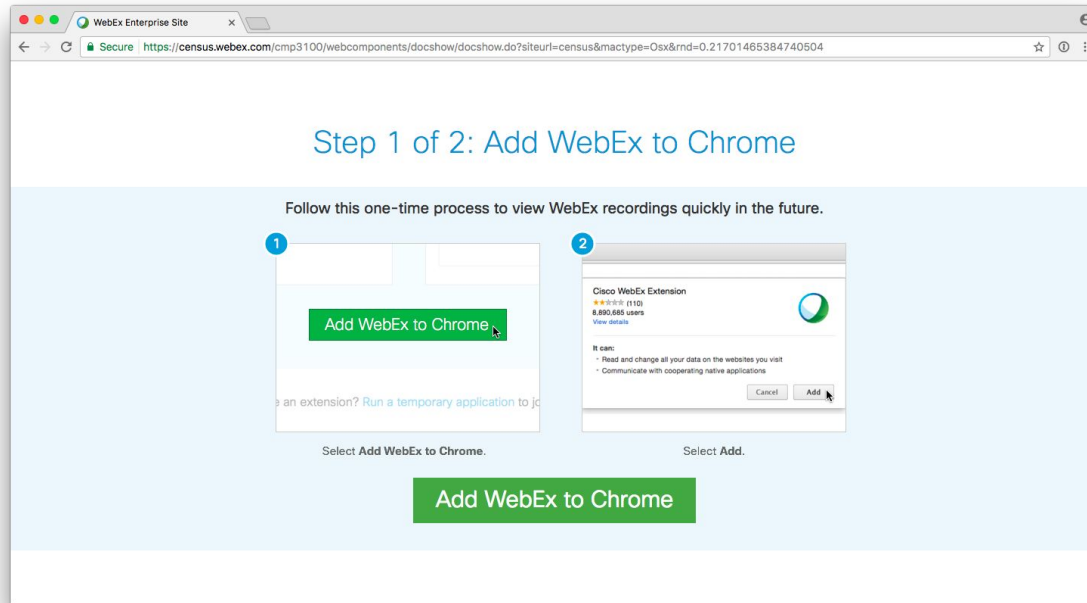 WebEx Enterprise Site
Secure https://census.webex.com/cmp3100/webcomponents/docshow/docshow.do?siteurl=census&mactype=Osx&rnd=0.21701465384740504
Step 1 of 2: Add WebEx to Chrome
Follow this one-time process to view WebEx recordings quickly in the future.
1
Add WebEx to Chrome
e an extension? Run a temporary application to jo
Select Add WebEx to Chrome.
2
Cisco WebEx Extension
(110)
8,890,685 users
View details
It can:
- Read and change all your data on the websites you visit
- Communicate with cooperating native applications
Cancel Add
Select Add.
Add WebEx to Chrome